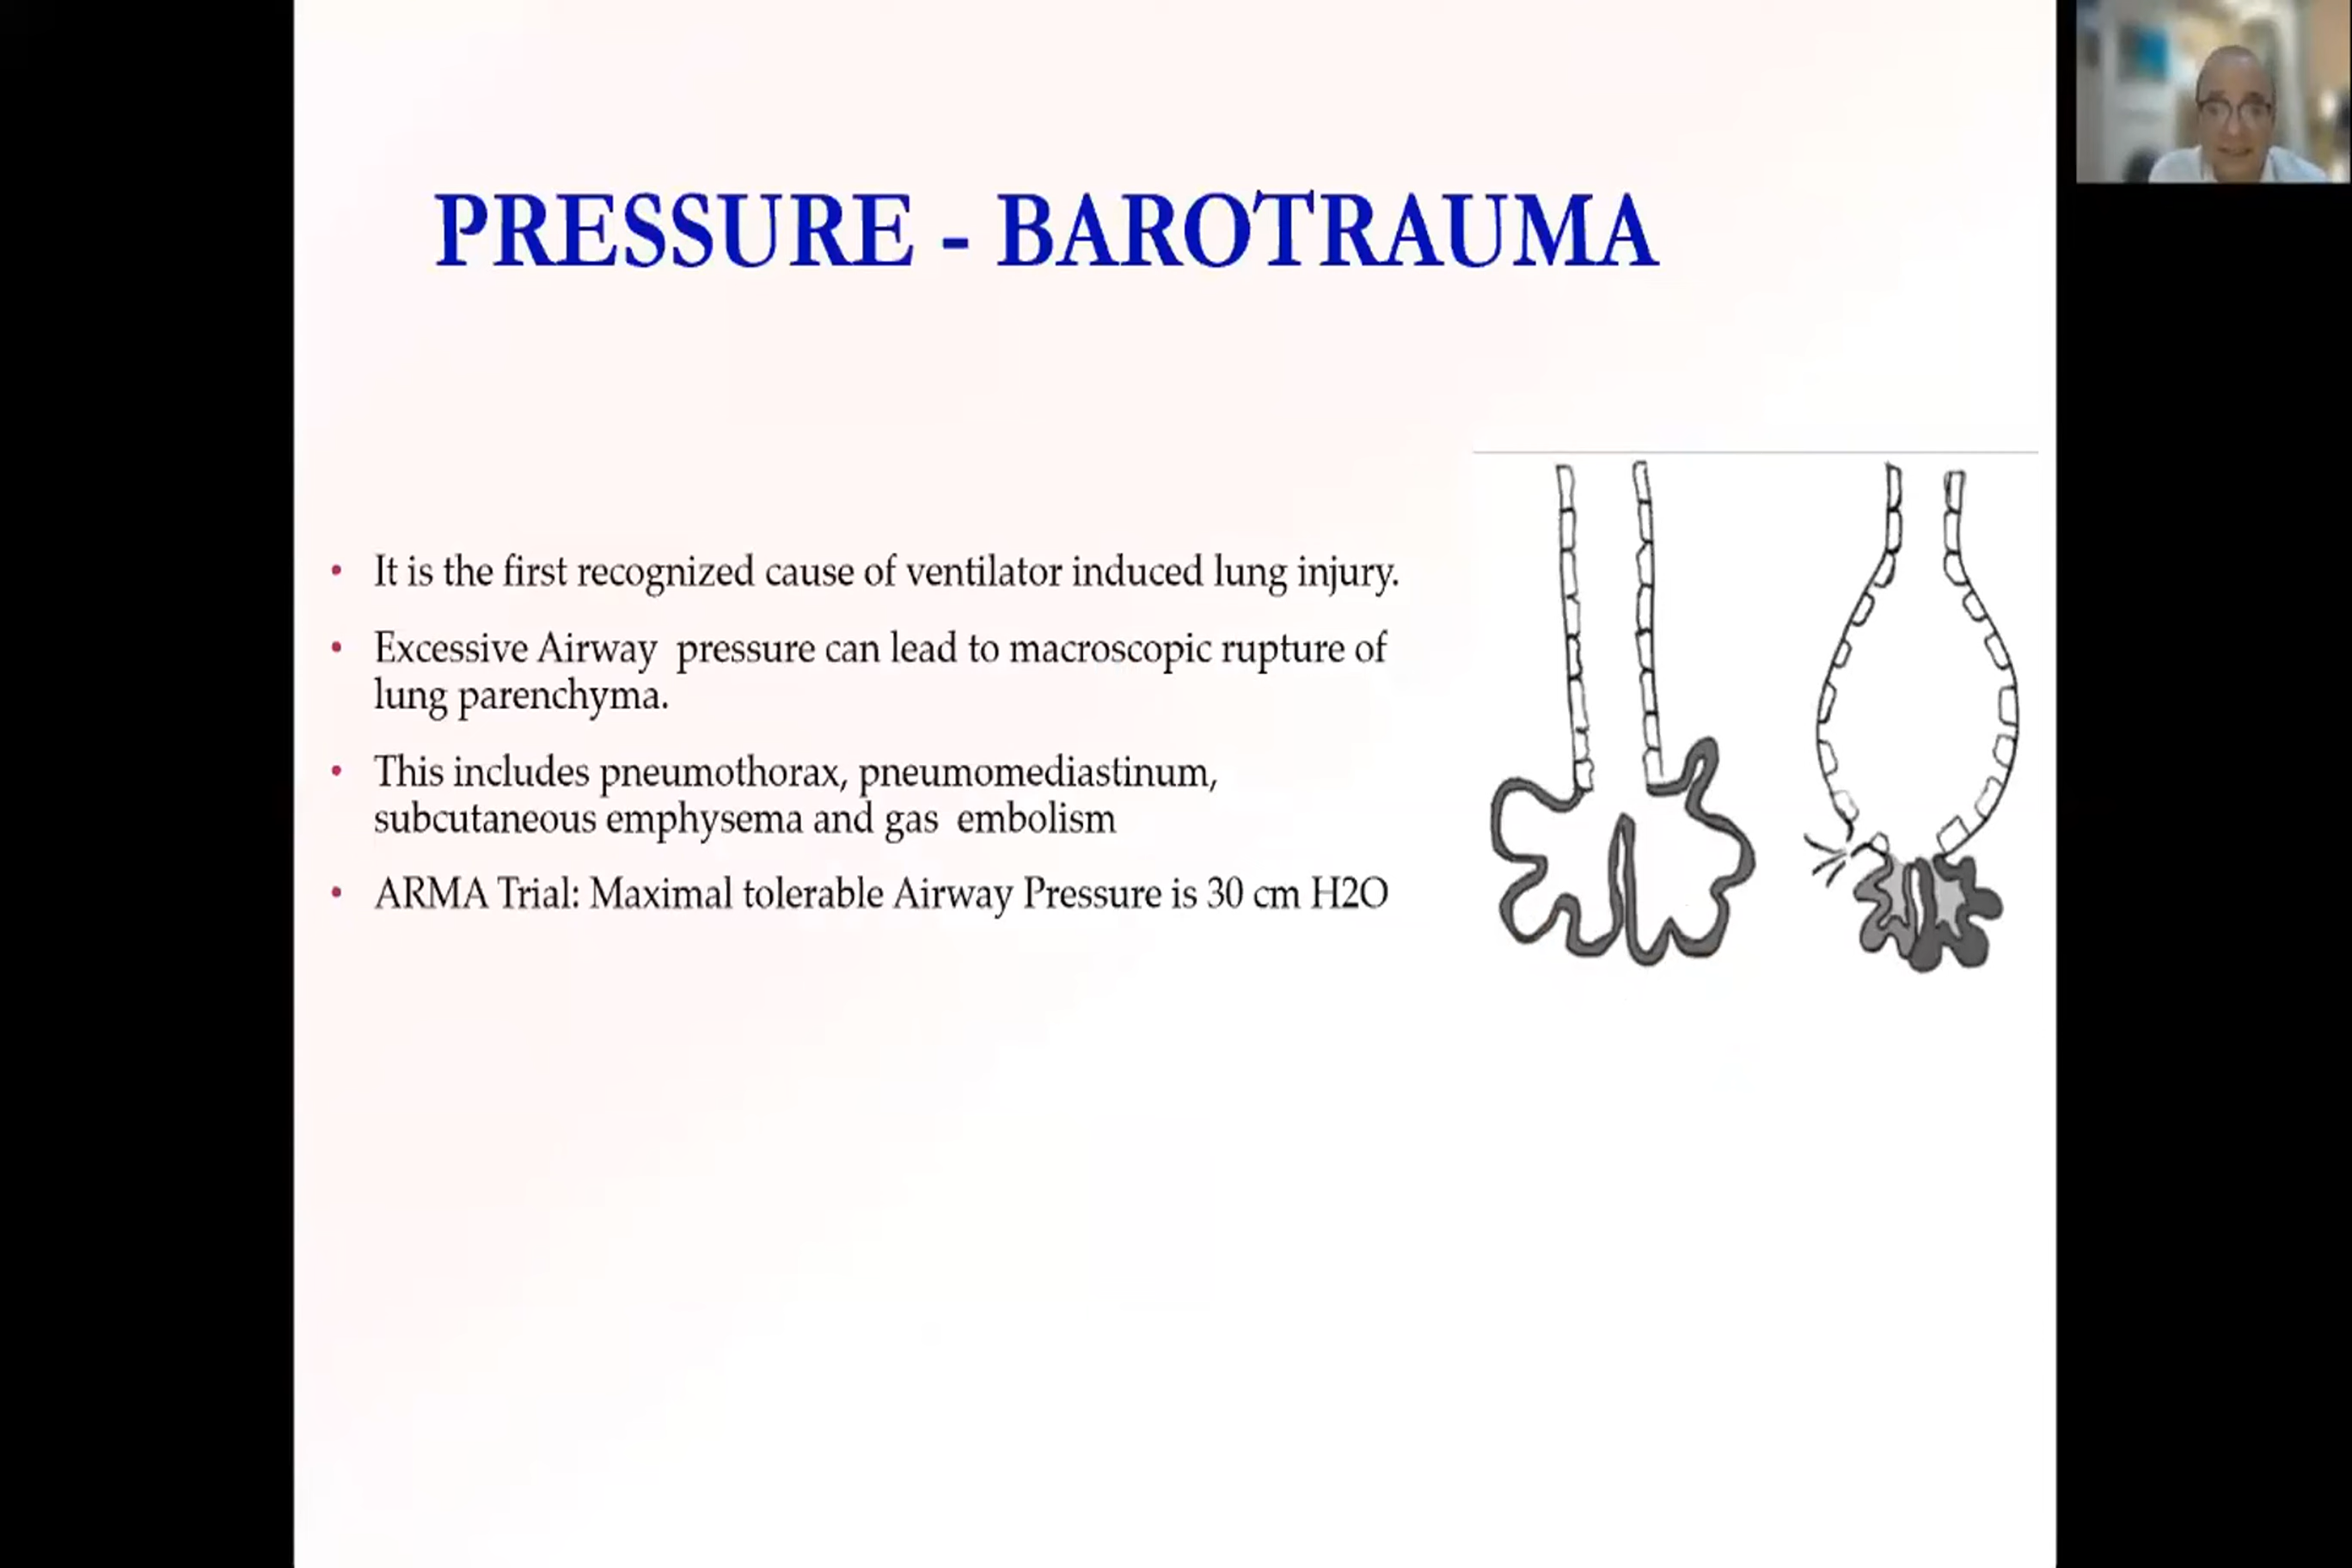 PRESSURE - BAROTRAUMA
• It is the first recognized cause of ventilator induced lung injury.
• Excessive Airway pressure can lead to macroscopic rupture of
lung parenchyma.
• This includes pneumothorax, pneumomediastinum,
subcutaneous emphysema and gas embolism
• ARMA Trial: Maximal tolerable Airway Pressure is 30 cm H2O